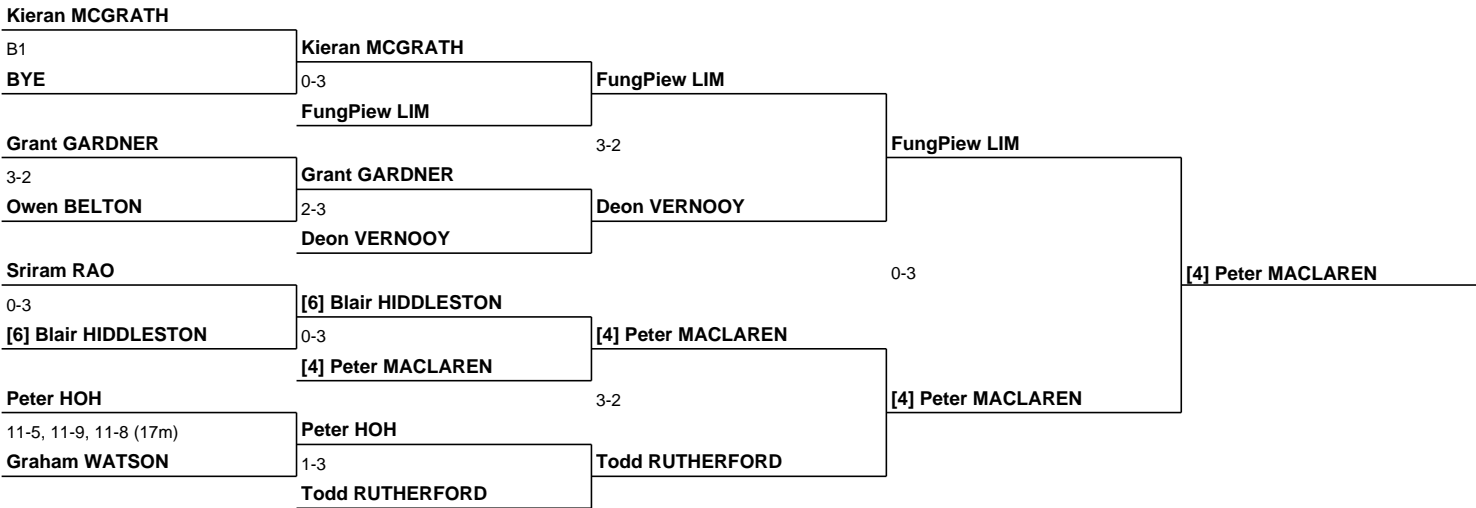 Kieran MCGRATH
B1
BYE
Kieran MCGRATH
0-3
FungPiew LIM
FungPiew LIM
Grant GARDNER
3-2
Owen BELTON
Grant GARDNER
2-3
Deon VERNOOY
3-2
Deon VERNOOY
FungPiew LIM
Sriram RAO
0-3
[6] Blair HIDDLESTON
[6] Blair HIDDLESTON
0-3
[4] Peter MACLAREN
[4] Peter MACLAREN
0-3
[4] Peter MACLAREN
Peter HOH
11-5, 11-9, 11-8 (17m)
Graham WATSON
Peter HOH
1-3
Todd RUTHERFORD
3-2
Todd RUTHERFORD
[4] Peter MACLAREN